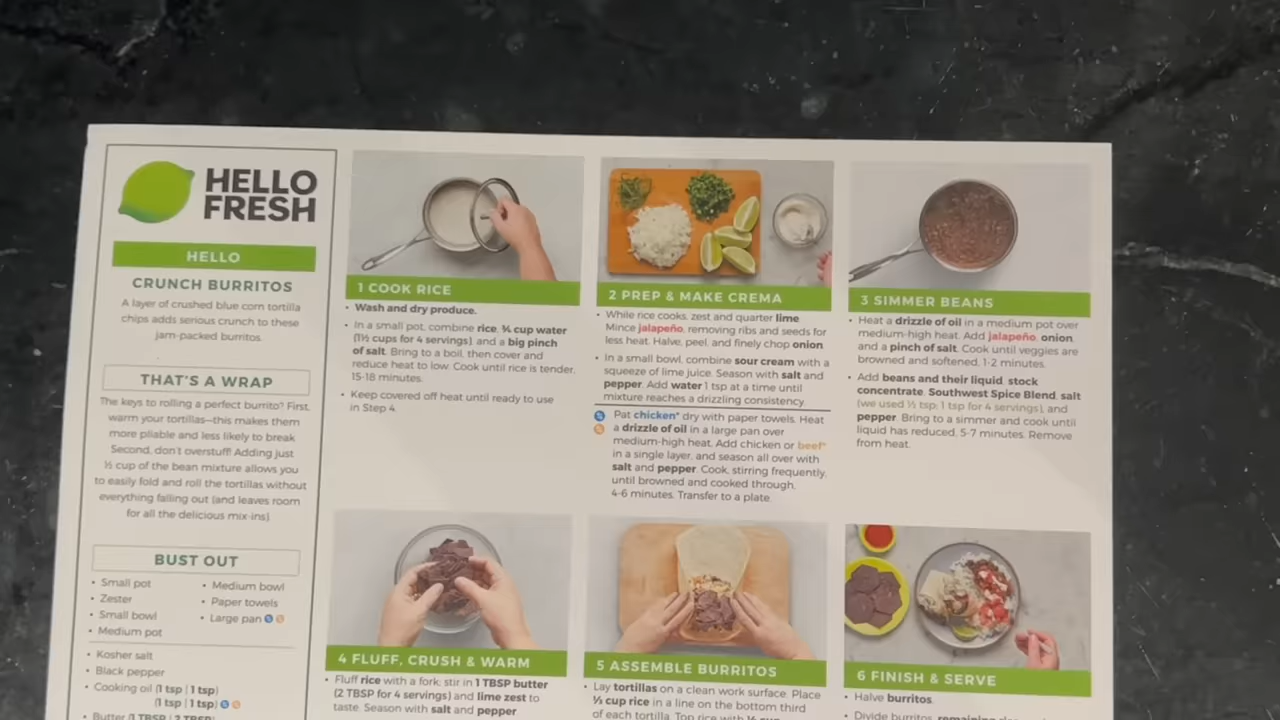 HELLO
FRESH
HELLO
CRUNCH BURRITOS
A layer of crushed blue corn tortilla
chips adds serious crunch to these
jam-packed burritos.
THAT'S A WRAP
The keys to rolling a perfect burrito? First,
warm your tortillas—this makes them
more pliable and less likely to break
Second, don't overstuff! Adding just
½ cup of the bean mixture allows you
to easily fold and roll the tortillas without
everything falling out (and leaves room
for all the delicious mix-ins).
BUST OUT
• Small pot
• Zester
• Small bowl
• Medium pot
• Medium bowl
• Paper towels
• Large pan
• Kosher salt
• Black pepper
• Cooking oil (1 tsp | 1 tsp)
(1 tsp | 1 tsp)
• Butter (1 TBSP | 2 TBSP)
1 COOK RICE
• Wash and dry produce.
• In a small pot, combine rice, ¾ cup water
(1½ cups for 4 servings), and a big pinch
of salt. Bring to a boil, then cover and
reduce heat to low. Cook until rice is tender,
15-18 minutes.
• Keep covered off heat until ready to use
in Step 4.
2 PREP & MAKE CREMA
• While rice cooks, zest and quarter lime
Mince jalapeño, removing ribs and seeds for
less heat. Halve, peel, and finely chop onion
• In a small bowl, combine sour cream with a
squeeze of lime juice. Season with salt and
pepper. Add water 1 tsp at a time until
mixture reaches a drizzling consistency.
Pat chicken* dry with paper towels. Heat
a drizzle of oil in a large pan over
medium-high heat. Add chicken or beef*
in a single layer, and season all over with
salt and pepper. Cook, stirring frequently,
until browned and cooked through,
4-6 minutes. Transfer to a plate.
3 SIMMER BEANS
• Heat a drizzle of oil in a medium pot over
medium-high heat. Add jalapeño, onion,
and a pinch of salt. Cook until veggies are
browned and softened, 1-2 minutes.
• Add beans and their liquid, stock
concentrate, Southwest Spice Blend, salt
(we used ½ tsp; 1 tsp for 4 servings), and
pepper. Bring to a simmer and cook until
liquid has reduced, 5-7 minutes. Remove
from heat.
4 FLUFF, CRUSH & WARM
• Fluff rice with a fork; stir in 1 TBSP butter
(2 TBSP for 4 servings) and lime zest to
taste. Season with salt and pepper
5 ASSEMBLE BURRITOS
• Lay tortillas on a clean work surface. Place
⅓ cup rice in a line on the bottom third
of each tortilla. Top rice with
6 FINISH & SERVE
• Halve burritos.
• Divide burritos, remaining